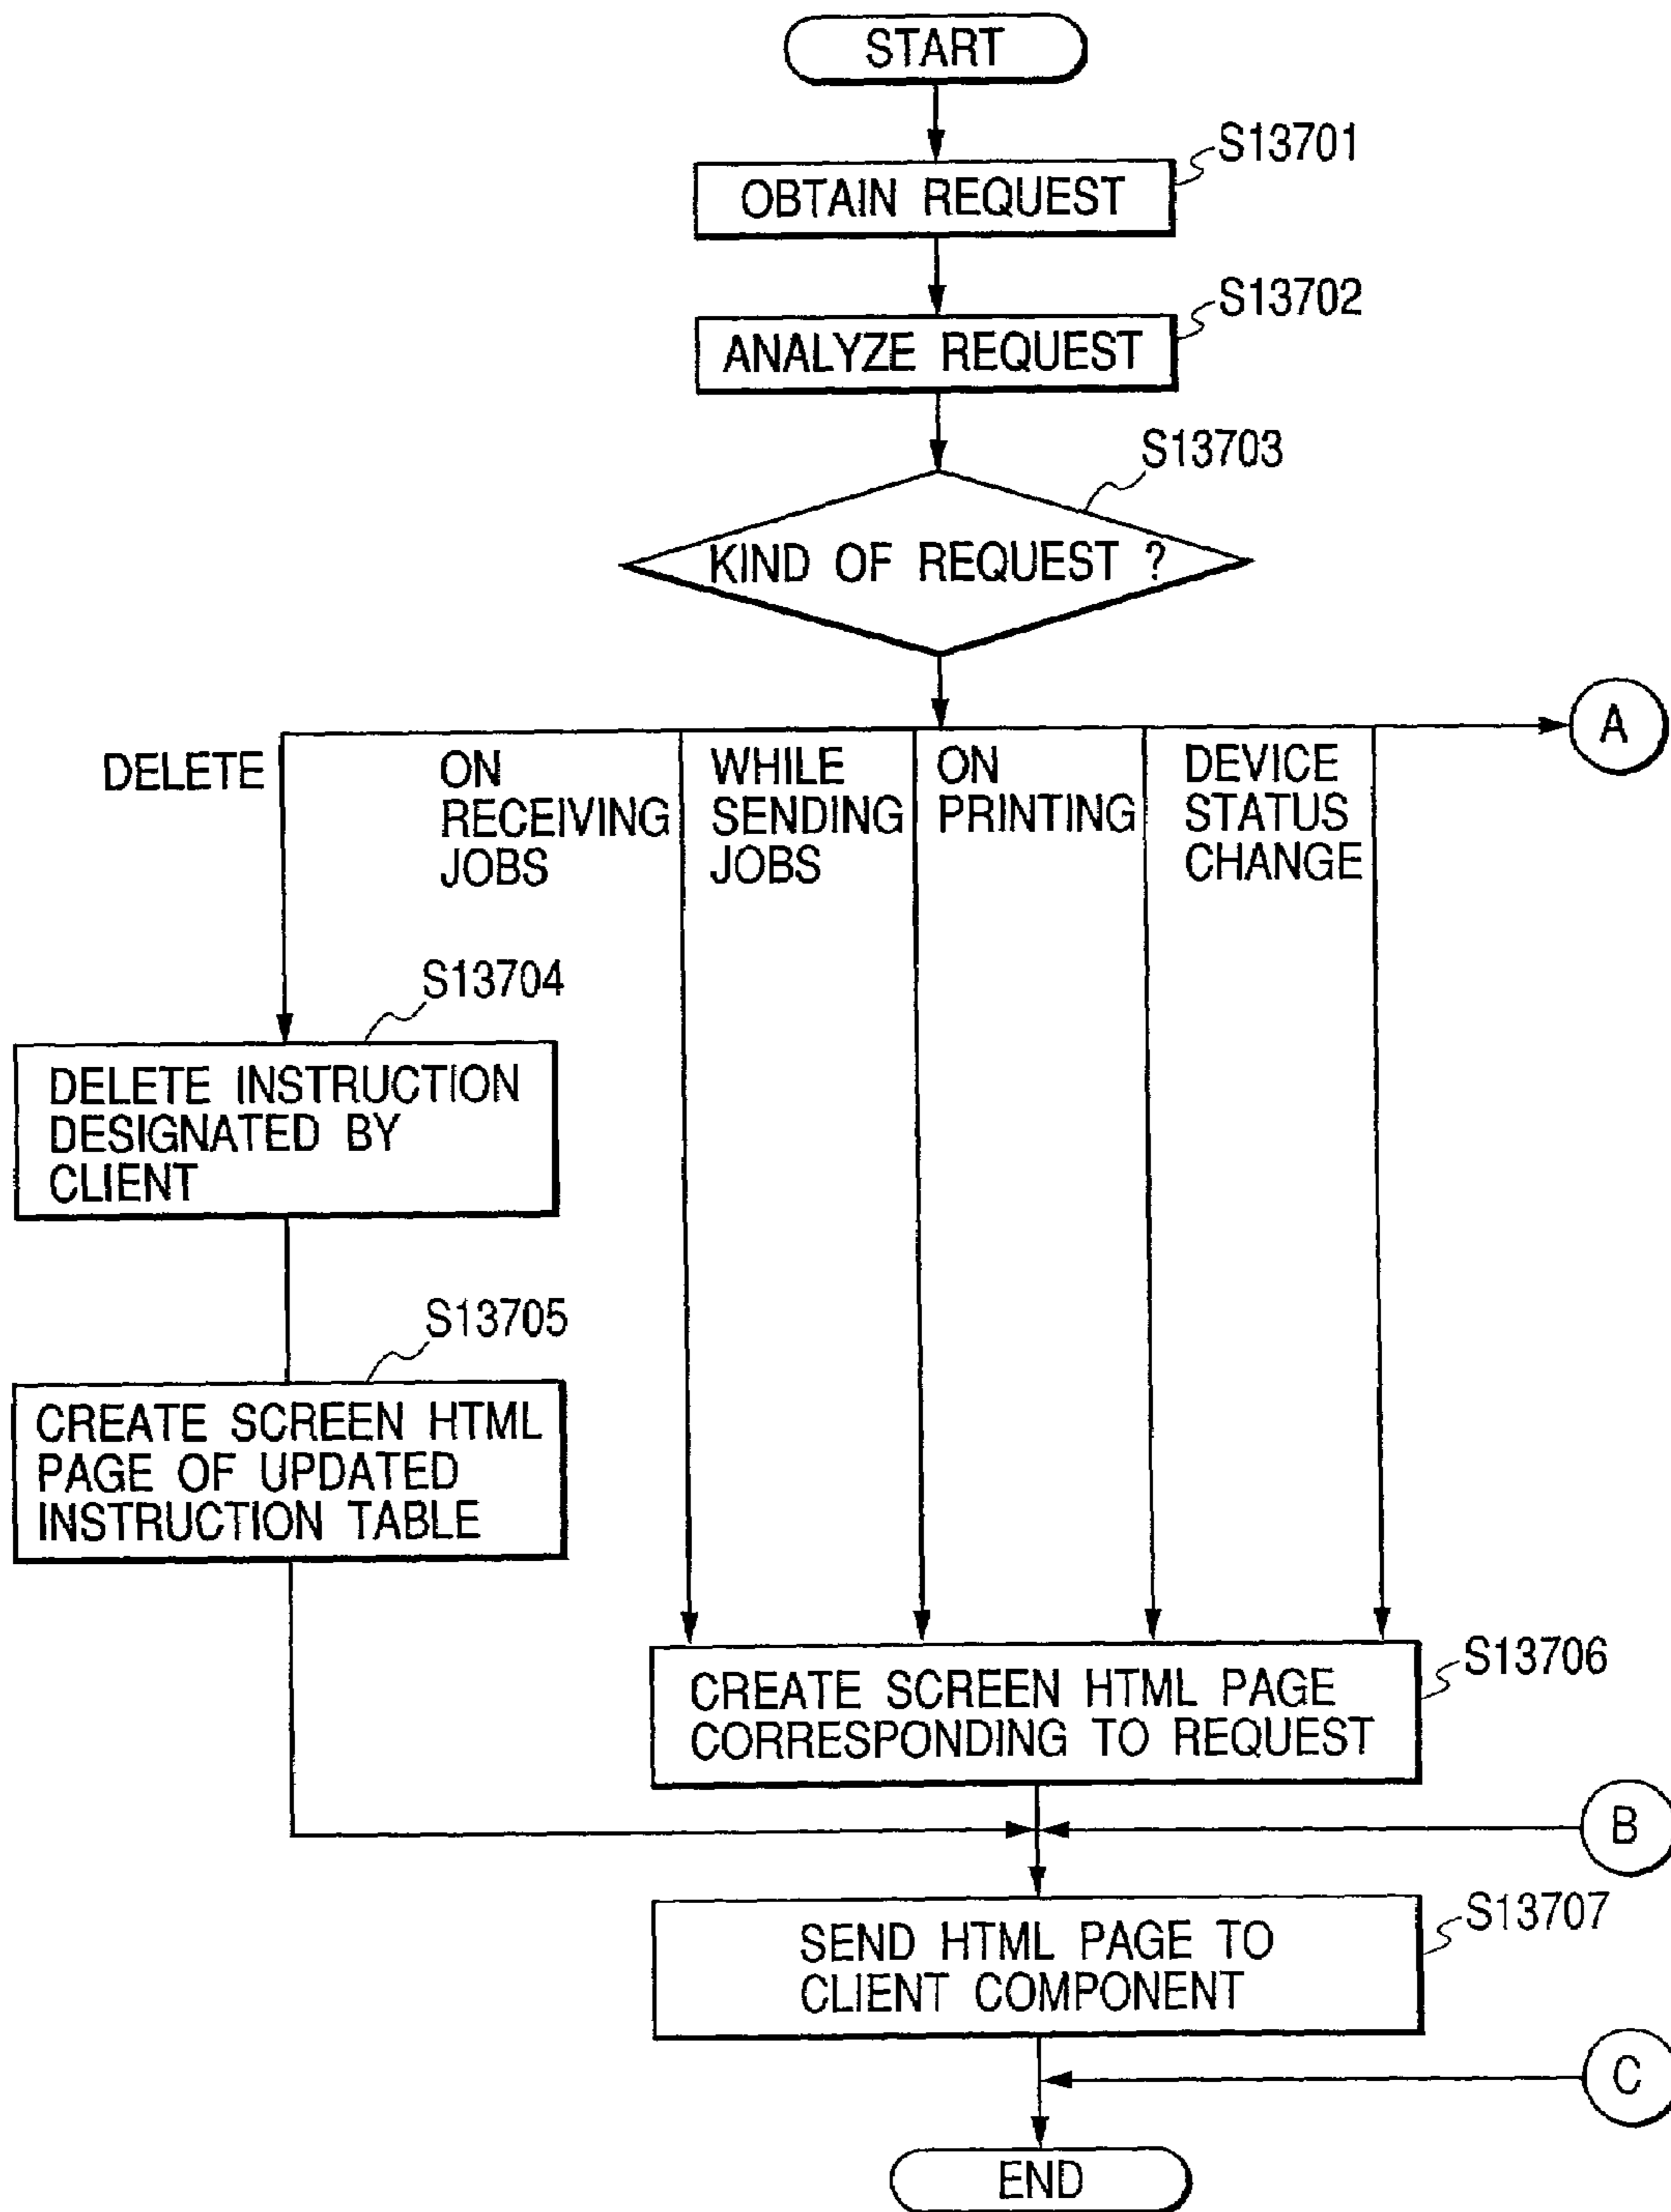 START
S13701
OBTAIN REQUEST
S13702
ANALYZE REQUEST
S13703
KIND OF REQUEST ?
A
DELETE
ON
RECEIVING
JOBS
WHILE
SENDING
JOBS
ON
PRINTING
DEVICE
STATUS
CHANGE
S13704
DELETE INSTRUCTION
DESIGNATED BY
CLIENT
S13705
CREATE SCREEN HTML
PAGE OF UPDATED
INSTRUCTION TABLE
S13706
CREATE SCREEN HTML PAGE
CORRESPONDING TO REQUEST
B
S13707
SEND HTML PAGE TO
CLIENT COMPONENT
C
END